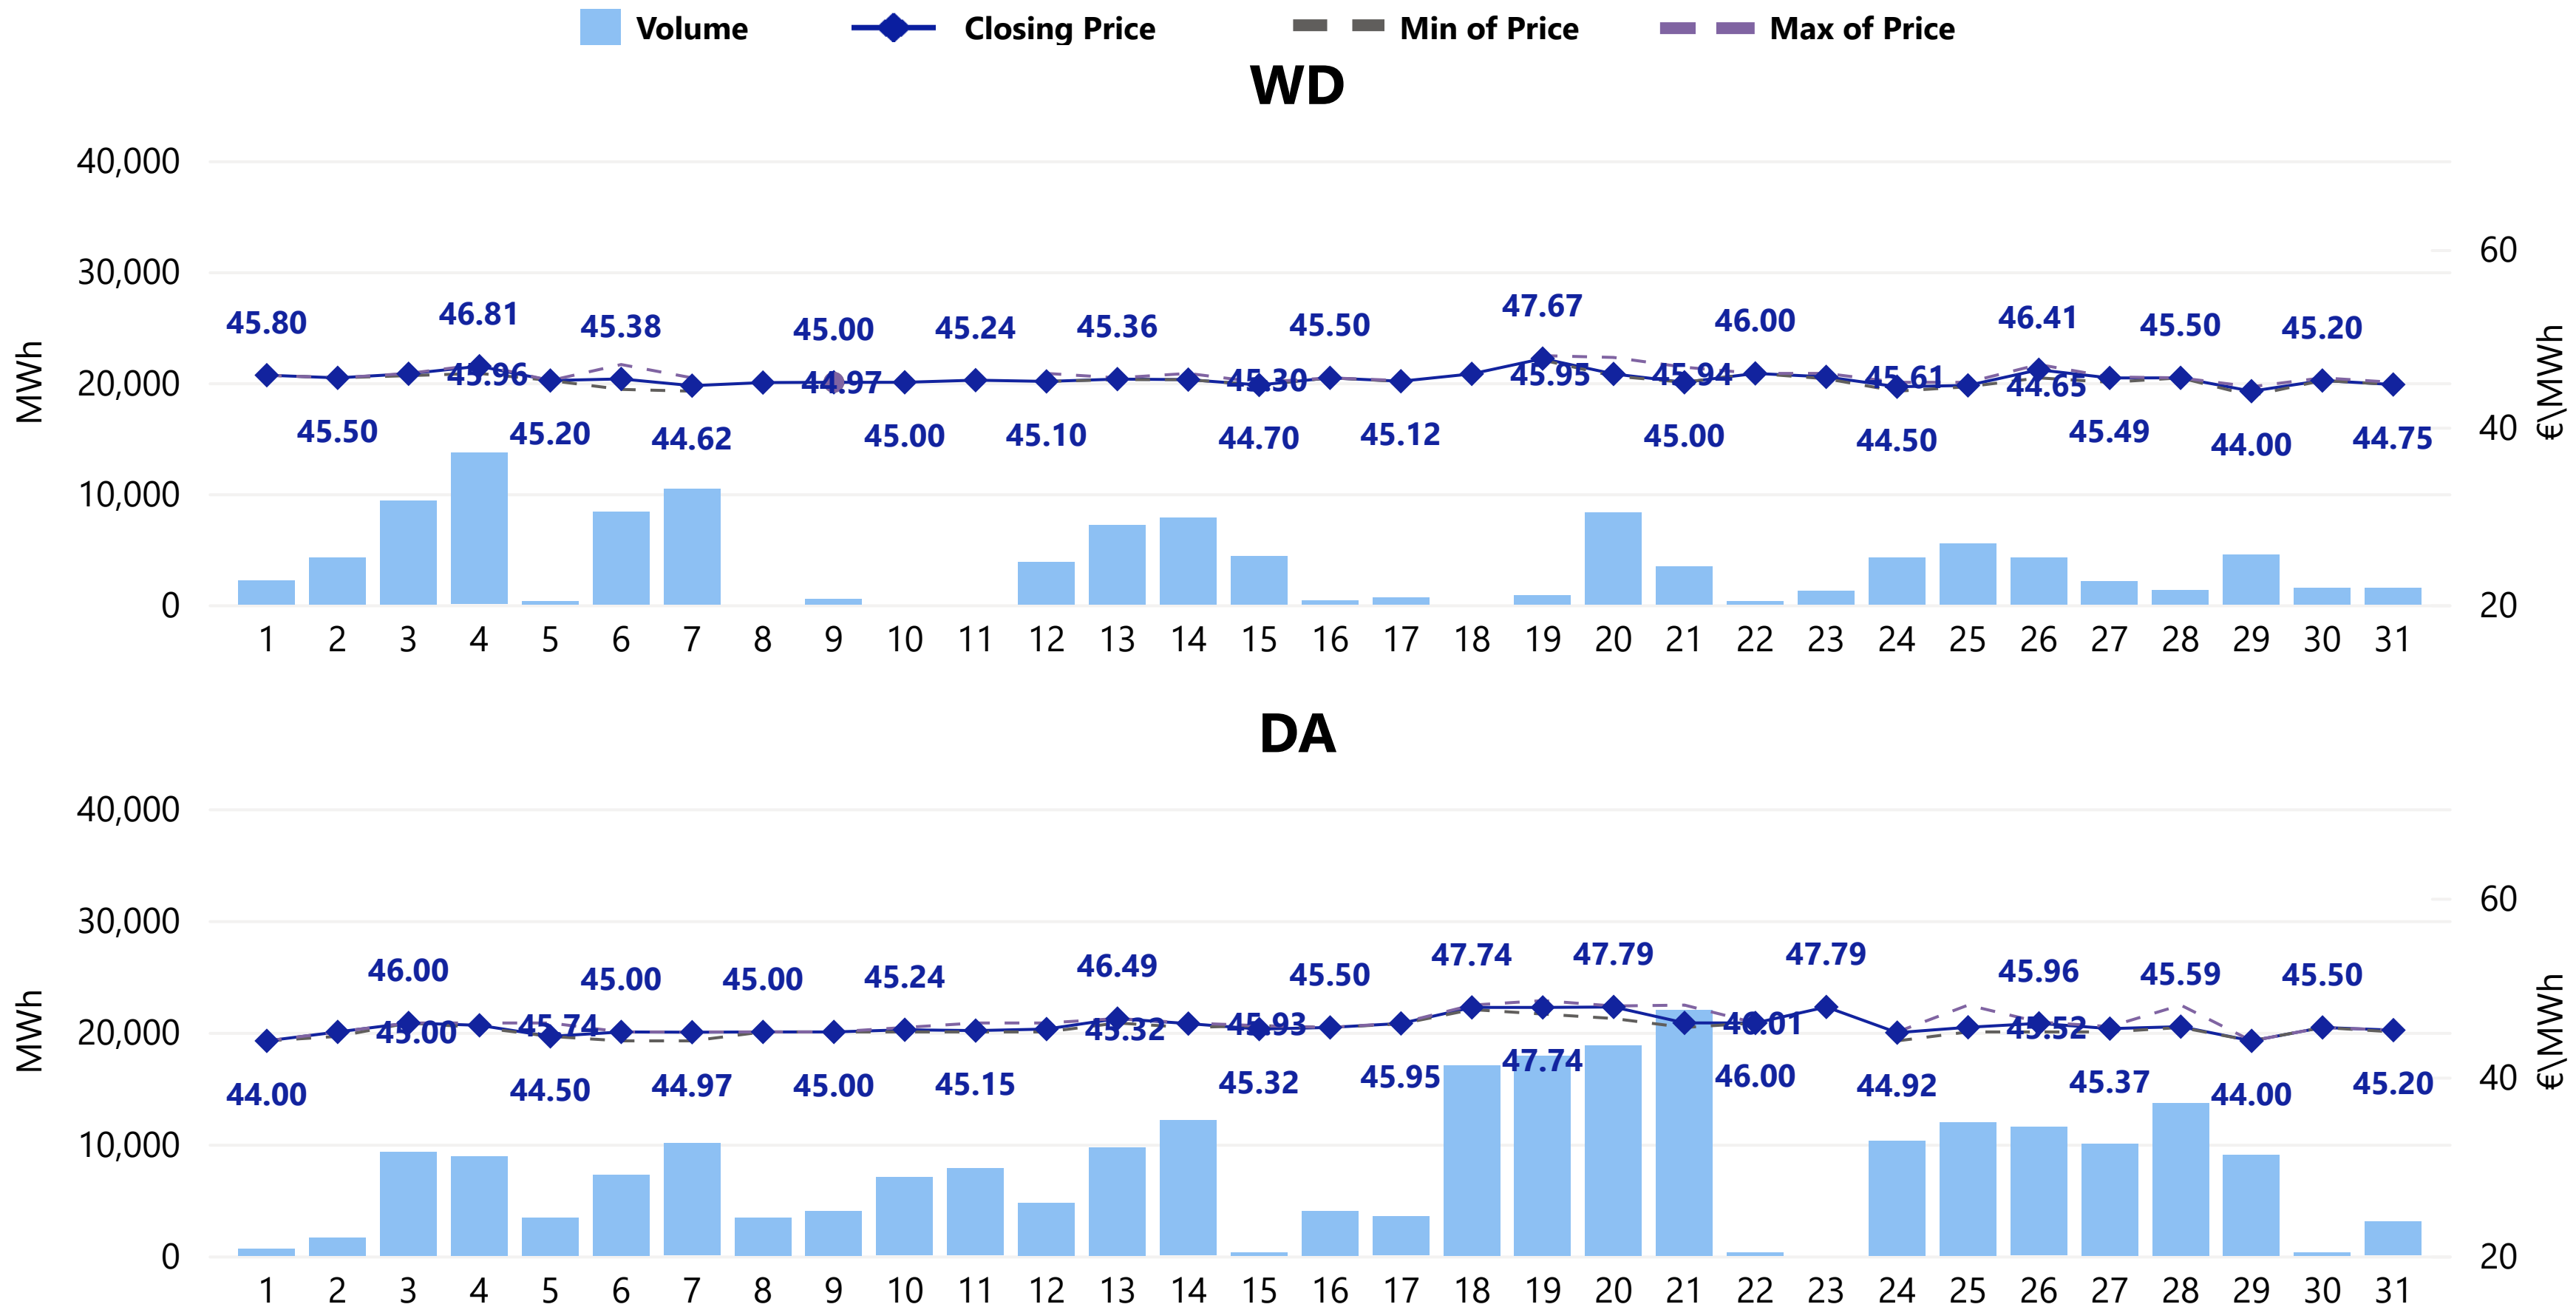 Volume Closing Price Min of Price Max of Price
WD
40,000
30,000
20,000
10,000
0
MWh
60
40
20
€\MWh
45.80 46.81 45.38 45.00 45.24 45.36 45.50 47.67 46.00 46.41 45.50 45.20
45.96 44.97 45.30 45.95 45.94 45.61 44.65
45.50 45.20 44.62 45.00 45.10 44.70 45.12 45.00 44.50 45.49 44.00 44.75
1 2 3 4 5 6 7 8 9 10 11 12 13 14 15 16 17 18 19 20 21 22 23 24 25 26 27 28 29 30 31
DA
40,000
30,000
20,000
10,000
0
MWh
60
40
20
€\MWh
46.00 45.00 45.00 45.24 46.49 45.50 47.74 47.79 47.79 45.96 45.59 45.50
45.00 45.74 45.32 45.93 46.01 45.52
44.00 44.50 44.97 45.00 45.15 45.32 45.95 47.74 46.00 44.92 45.37 44.00 45.20
1 2 3 4 5 6 7 8 9 10 11 12 13 14 15 16 17 18 19 20 21 22 23 24 25 26 27 28 29 30 31